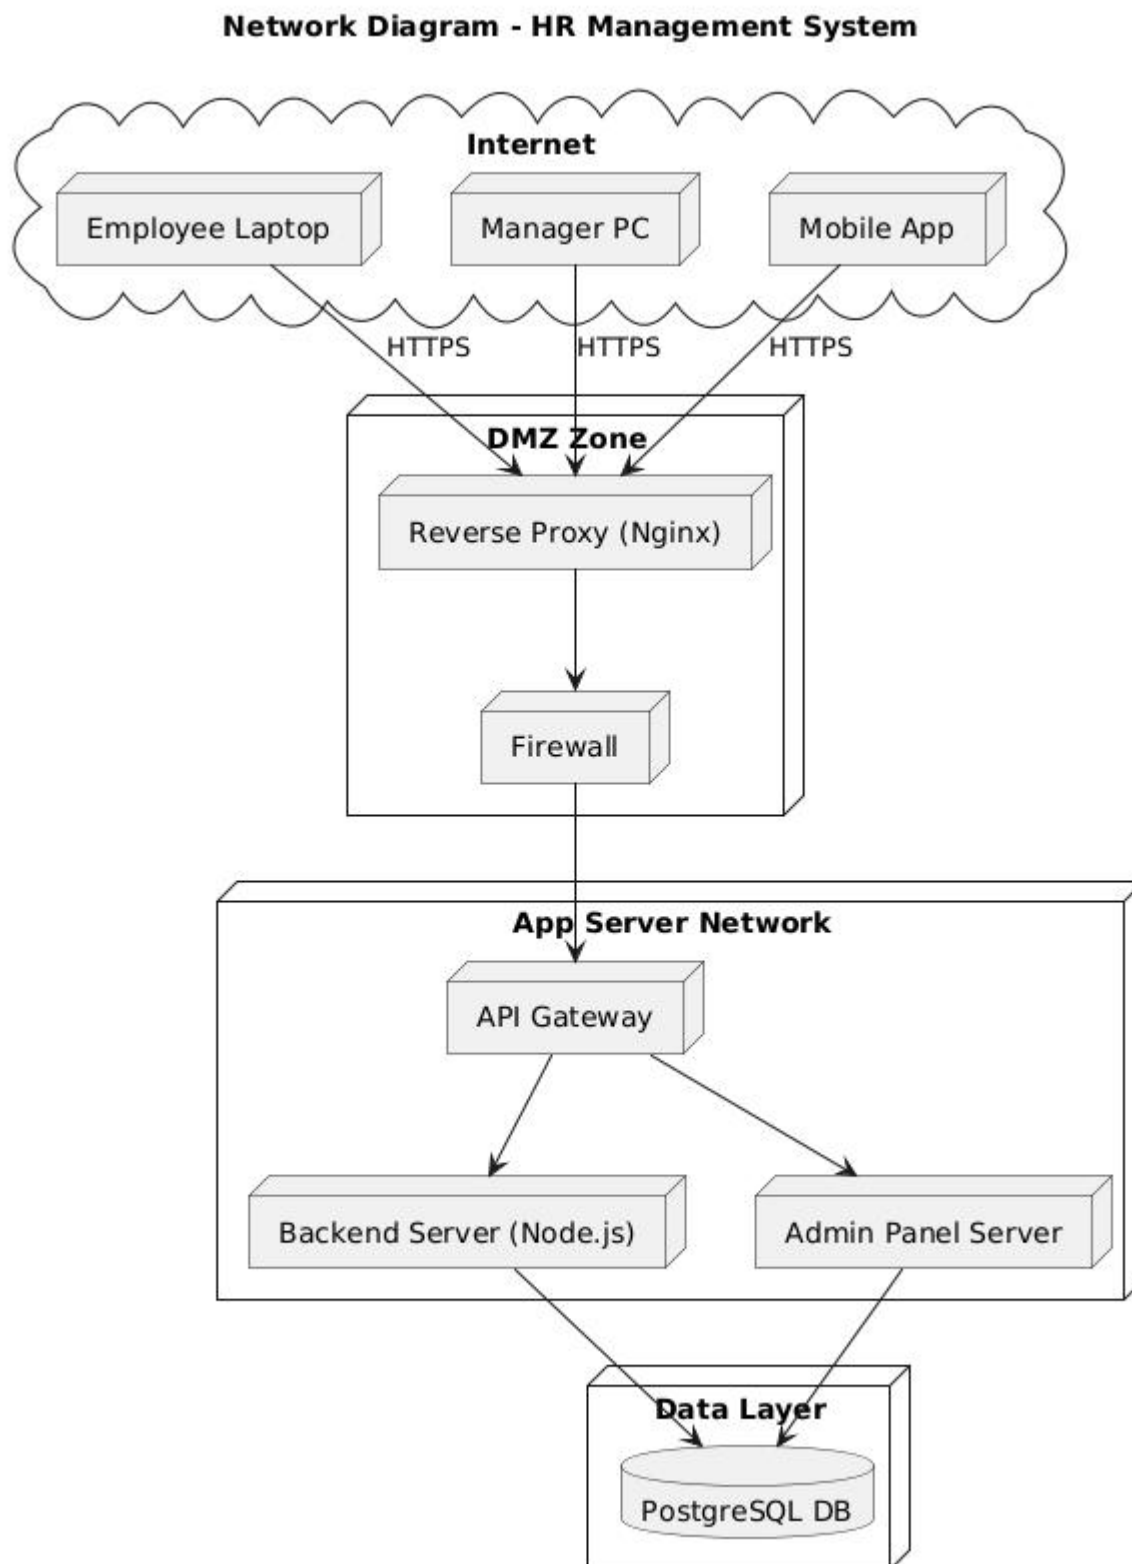 Network Diagram - HR Management System
Internet
Employee Laptop
Manager PC
Mobile App
HTTPS
HTTPS
HTTPS
DMZ Zone
Reverse Proxy (Nginx)
Firewall
App Server Network
API Gateway
Backend Server (Node.js)
Admin Panel Server
Data Layer
PostgreSQL DB